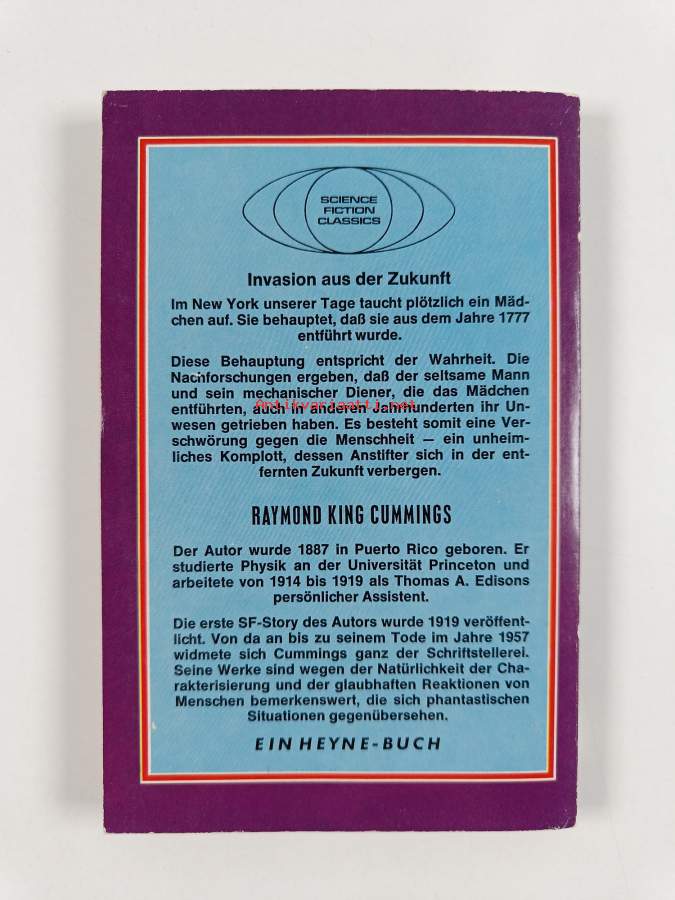 SCIENCE
FICTION
CLASSICS
Invasion aus der Zukunft
Im New York unserer Tage taucht plötzlich ein Mäd-
chen auf. Sie behauptet, daß sie aus dem Jahre 1777
entführt wurde.
Diese Behauptung entspricht der Wahrheit. Die
Nachforschungen ergeben, daß der seltsame Mann
und sein mechanischer Diener, die das Mädchen
entführten, auch in anderen Jahrhunderten ihr Un-
Antikvariaatti.net
wesen getrieben haben. Es besteht somit eine Ver-
schwörung gegen die Menschheit — ein unheim-
liches Komplott, dessen Anstifter sich in der ent-
fernten Zukunft verbergen.
RAYMOND KING CUMMINGS
Der Autor wurde 1887 in Puerto Rico geboren. Er
studierte Physik an der Universität Princeton und
arbeitete von 1914 bis 1919 als Thomas A. Edisons
persönlicher Assistent.
Die erste SF-Story des Autors wurde 1919 veröffent-
licht. Von da an bis zu seinem Tode im Jahre 1957
widmete sich Cummings ganz der Schriftstellerei.
Seine Werke sind wegen der Natürlichkeit der Cha-
rakterisierung und der glaubhaften Reaktionen von
Menschen bemerkenswert, die sich phantastischen
Situationen gegenübersehen.
EIN HEYNE-BUCH